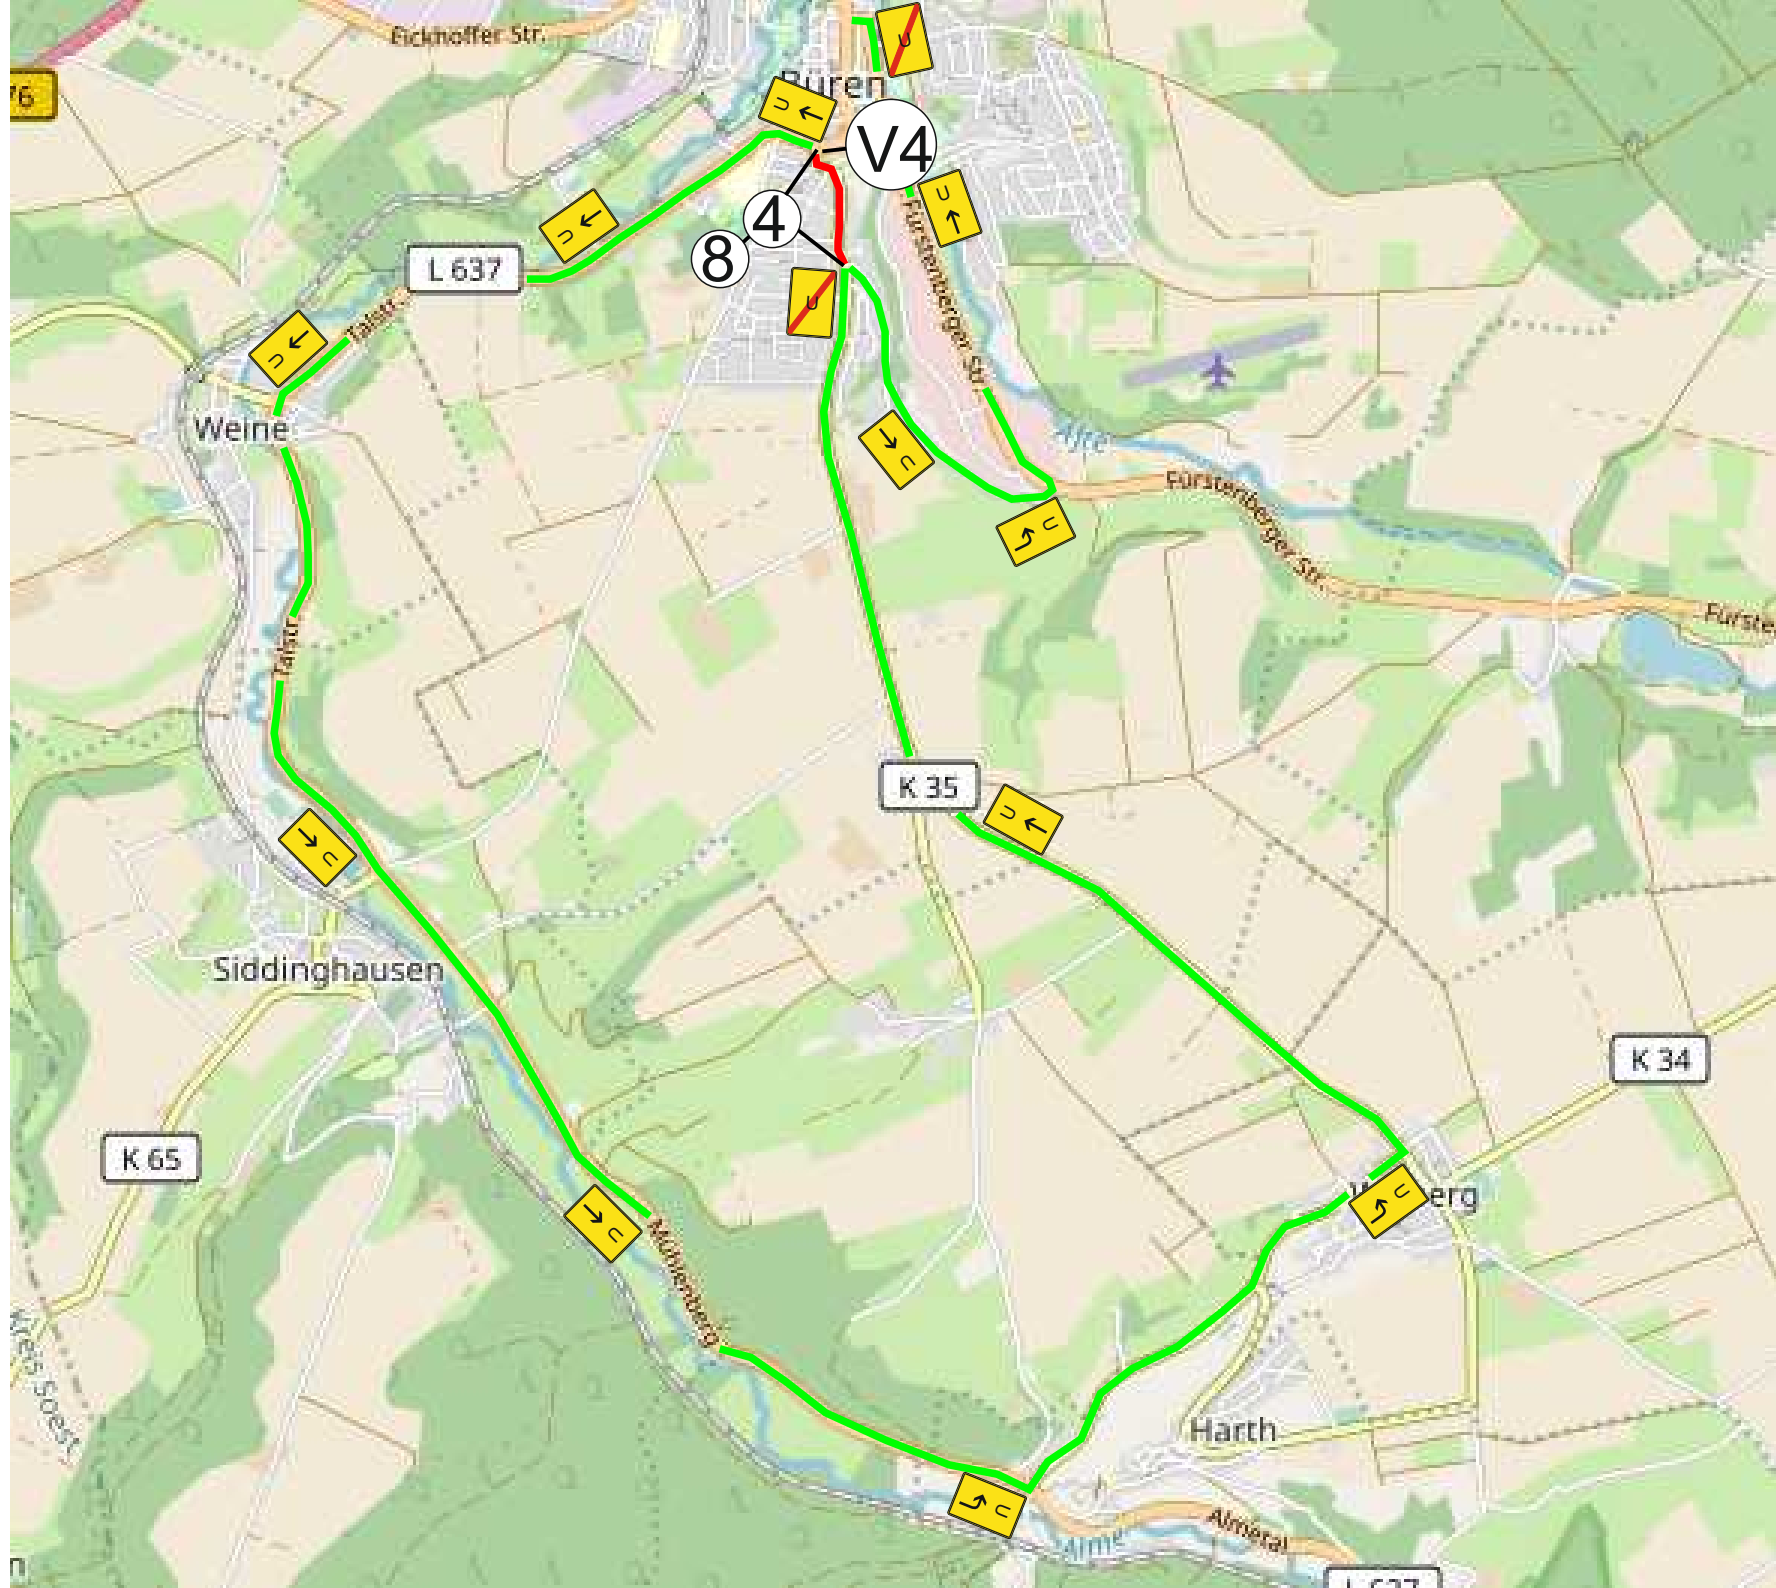 Eickhoffer Str.
U
76
Büren
U
V4
U
4
U
8
L 637
Fürstenberger Str.
U
Talstr.
U
Weine
Afte
U
Fürstenberger Str.
U
Fürste
Talstr.
K 35
U
U
Siddinghausen
K 34
K 65
U
erg
U
Mühlenberg
Kreis Soest
Harth
U
Almetal
Alme
n
L 637